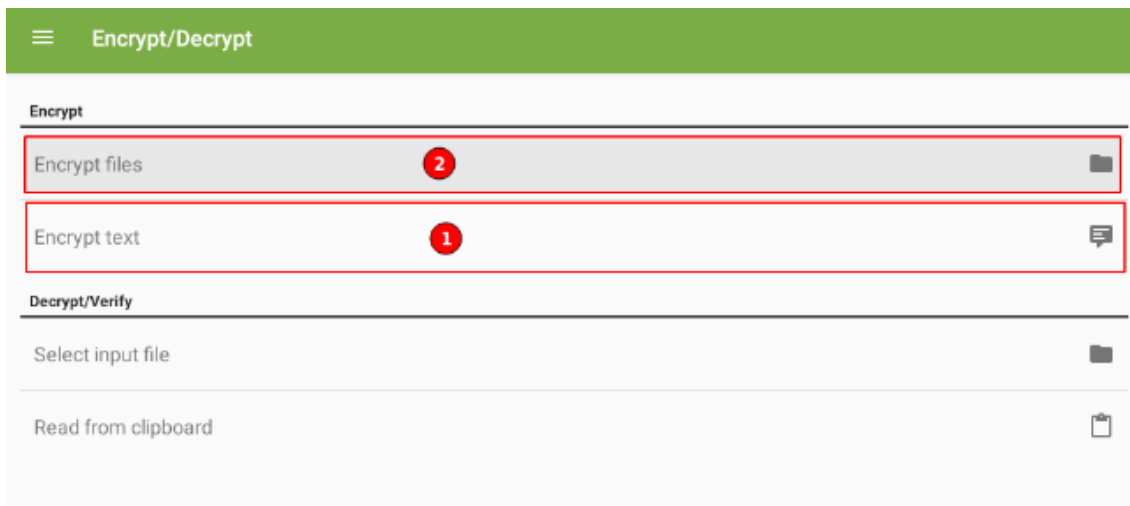 Encrypt/Decrypt
Encrypt
Encrypt files
2
Encrypt text
1
Decrypt/Verify
Select input file
Read from clipboard